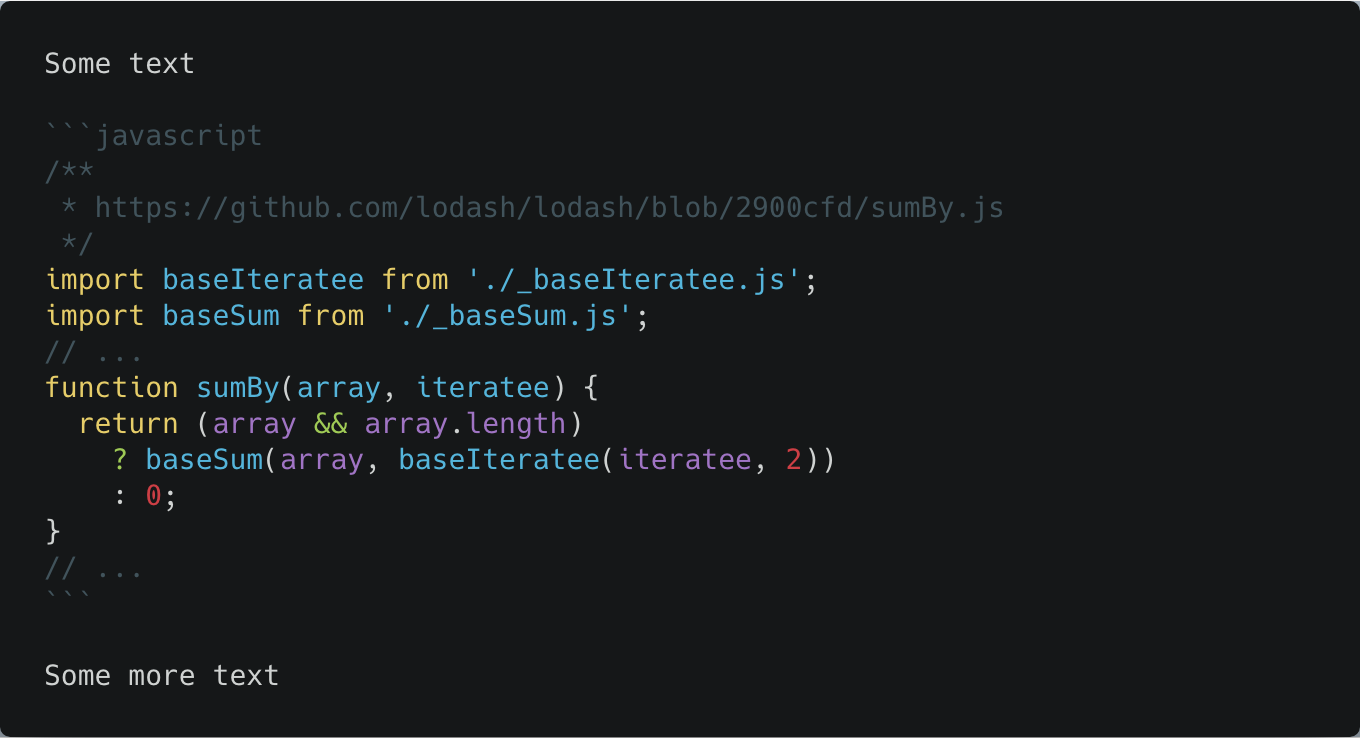 Some text

```javascript
/**
 * https://github.com/lodash/lodash/blob/2900cfd/sumBy.js
 */
import baseIteratee from './_baseIteratee.js';
import baseSum from './_baseSum.js';
// ...
function sumBy(array, iteratee) {
  return (array && array.length)
    ? baseSum(array, baseIteratee(iteratee, 2))
    : 0;
}
// ...
```

Some more text